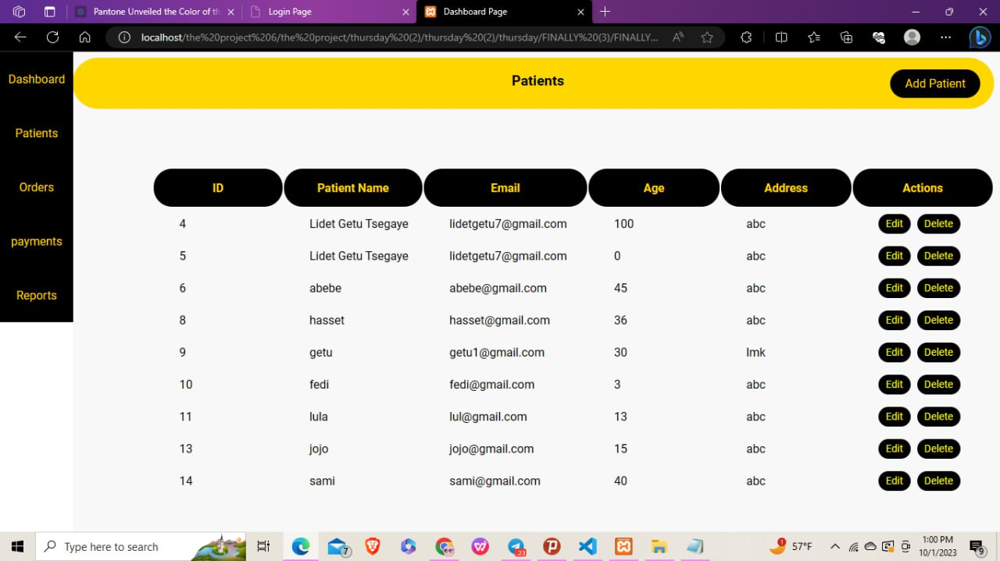 Pantone Unveiled the Color of th
Login Page
Dashboard Page
localhost/the%20project%206/the%20project/thursday%20(2)/thursday%20(2)/thursday/FINALLY%20(3)/FINALLY...
Dashboard
Patients
Orders
payments
Reports
Patients
Add Patient
ID Patient Name Email Age Address Actions
4 Lidet Getu Tsegaye lidetgetu7@gmail.com 100 abc Edit Delete
5 Lidet Getu Tsegaye lidetgetu7@gmail.com 0 abc Edit Delete
6 abebe abebe@gmail.com 45 abc Edit Delete
8 hasset hasset@gmail.com 36 abc Edit Delete
9 getu getu1@gmail.com 30 lmk Edit Delete
10 fedi fedi@gmail.com 3 abc Edit Delete
11 lula lul@gmail.com 13 abc Edit Delete
13 jojo jojo@gmail.com 15 abc Edit Delete
14 sami sami@gmail.com 40 abc Edit Delete
Type here to search
7
23
1
57°F
1:00 PM
10/1/2023
9